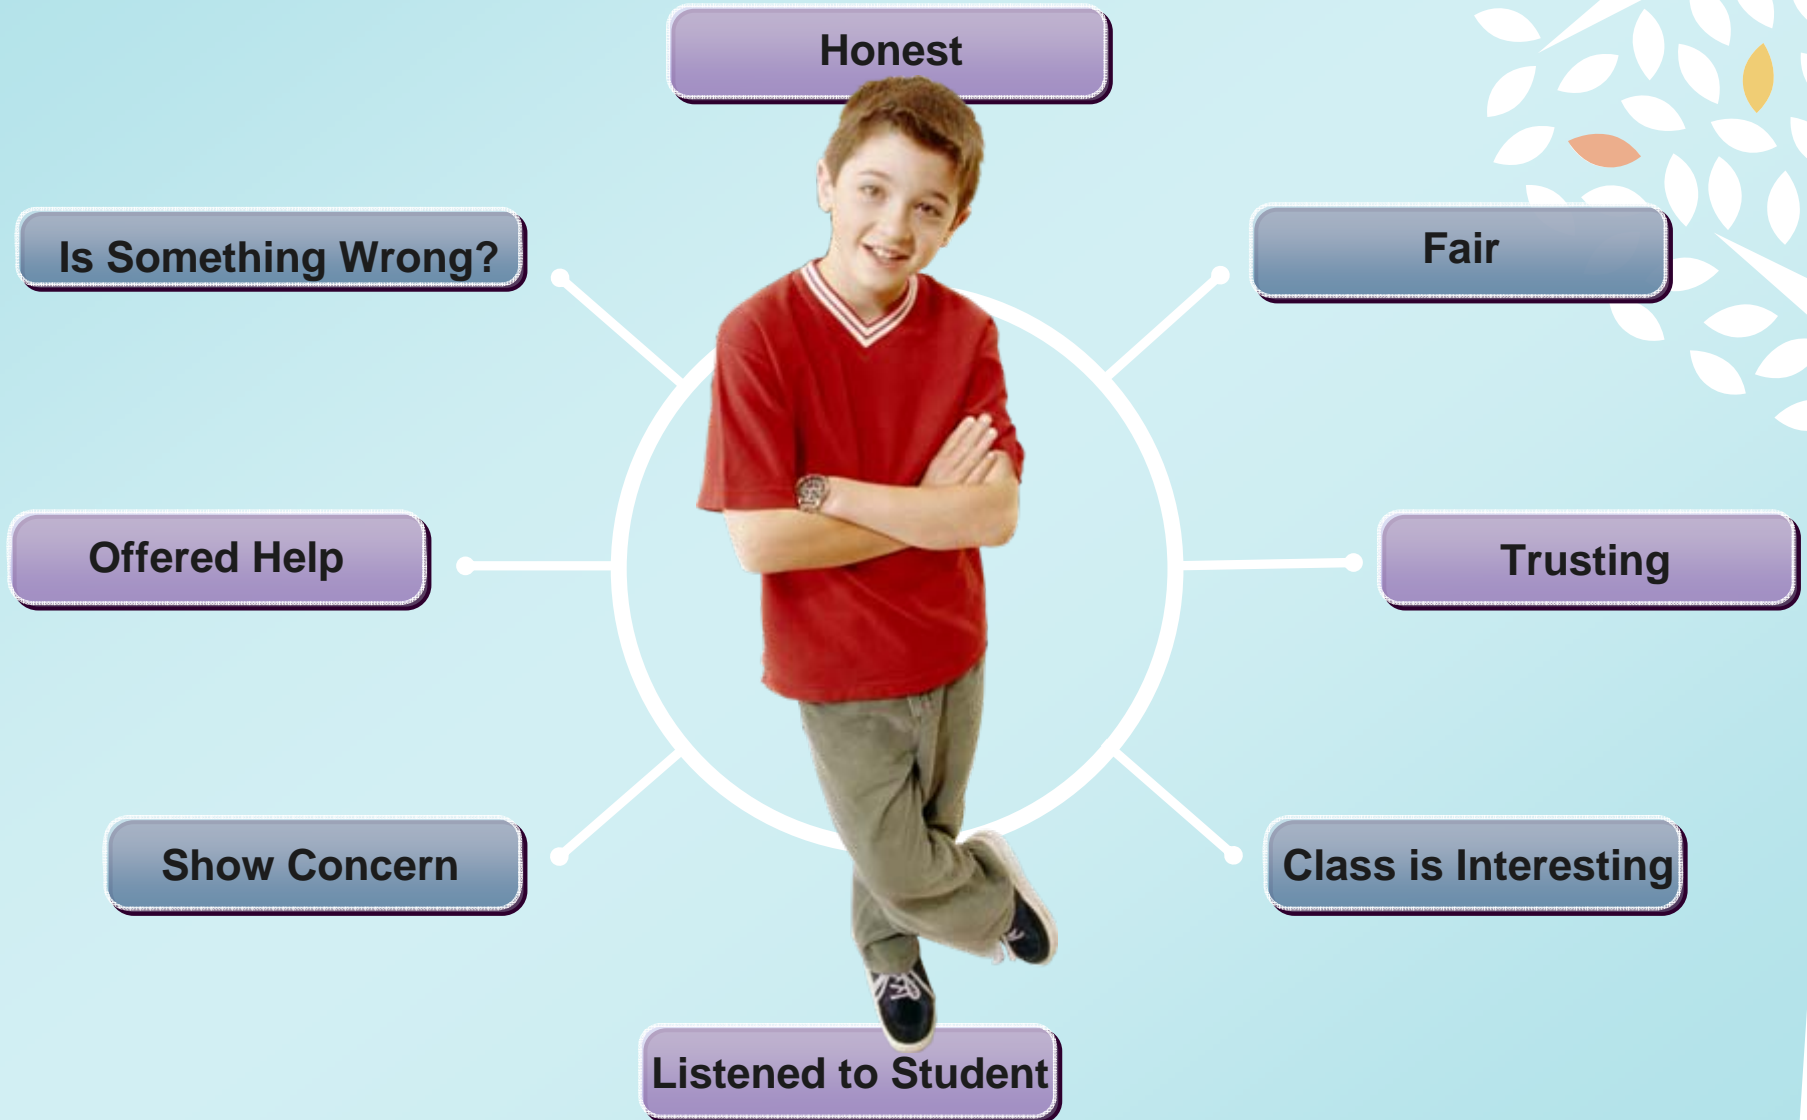 Honest
Is Something Wrong?
Fair
Offered Help
Trusting
Show Concern
Class is Interesting
Listened to Student